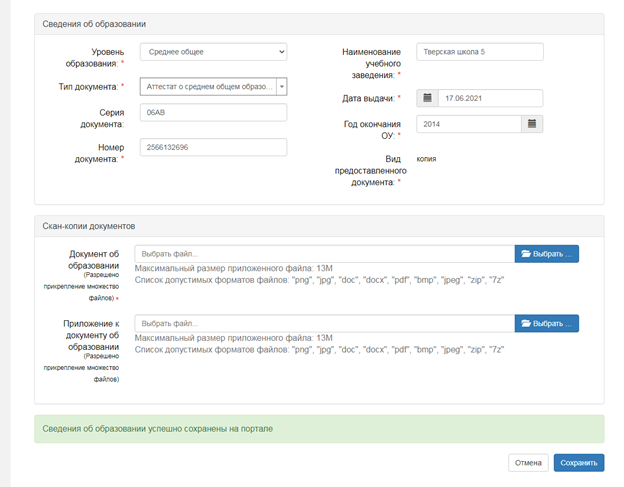 Сведения об образовании
Уровень
образования: *
Среднее общее
Тип документа: *
Аттестат о среднем общем образо...
Серия
документа:
06АВ
Номер
документа: *
2566132696
Наименование
учебного
заведения: *
Тверская школа 5
Дата выдачи: *
17.06.2021
Год окончания
ОУ: *
2014
Вид
предоставленного
документа: *
копия
Скан-копии документов
Документ об
образовании
(Разрешено
прикрепление множество
файлов) *
Выбрать файл...
Выбрать ...
Максимальный размер приложенного файла: 13М
Список допустимых форматов файлов: "png", "jpg", "doc", "docx", "pdf", "bmp", "jpeg", "zip", "7z"
Приложение к
документу об
образовании
(Разрешено
прикрепление множество
файлов)
Выбрать файл...
Выбрать ...
Максимальный размер приложенного файла: 13М
Список допустимых форматов файлов: "png", "jpg", "doc", "docx", "pdf", "bmp", "jpeg", "zip", "7z"
Сведения об образовании успешно сохранены на портале
Отмена
Сохранить